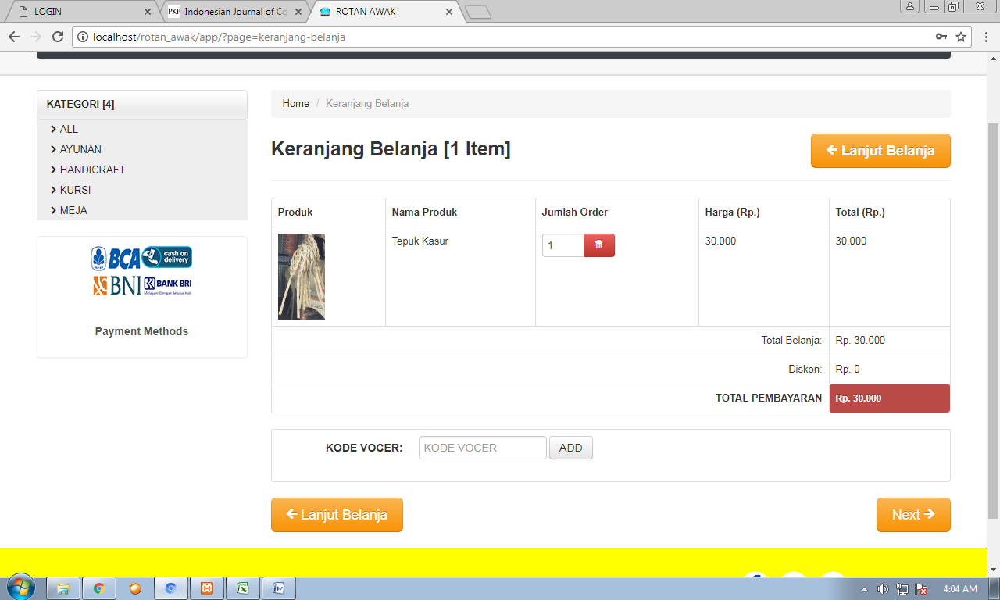 LOGIN
PKP Indonesian Journal of Co
ROTAN AWAK
localhost/rotan_awak/app/?page=keranjang-belanja
KATEGORI [4]
ALL
AYUNAN
HANDICRAFT
KURSI
MEJA
BCA cash on delivery
BNI BANK BRI
Melayani Dengan Setulus Hati
Payment Methods
Home / Keranjang Belanja
Keranjang Belanja [1 Item]
Lanjut Belanja
Produk Nama Produk Jumlah Order Harga (Rp.) Total (Rp.)
Tepuk Kasur 1 30.000 30.000
Total Belanja: Rp. 30.000
Diskon: Rp. 0
TOTAL PEMBAYARAN Rp. 30.000
KODE VOCER: KODE VOCER ADD
Lanjut Belanja
Next
4:04 AM